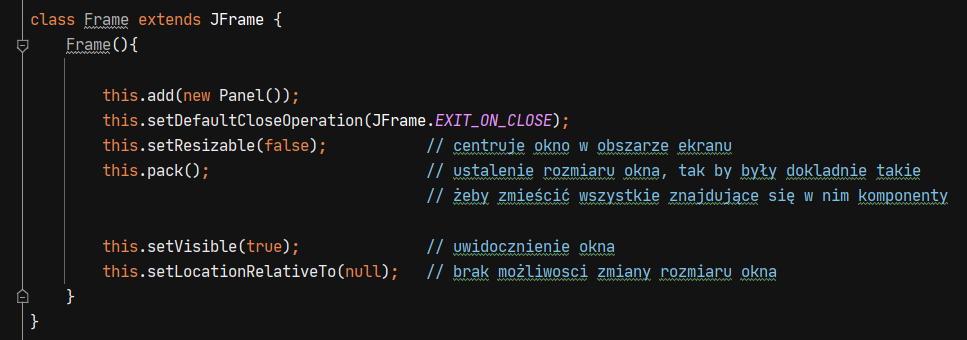 class Frame extends JFrame {
Frame(){
this.add(new Panel());
this.setDefaultCloseOperation(JFrame.EXIT_ON_CLOSE);
this.setResizable(false); // centruje okno w obszarze ekranu
this.pack(); // ustalenie rozmiaru okna, tak by były dokladnie takie
// żeby zmieścić wszystkie znajdujące się w nim komponenty
this.setVisible(true); // uwidocznienie okna
this.setLocationRelativeTo(null); // brak możliwosci zmiany rozmiaru okna
}
}